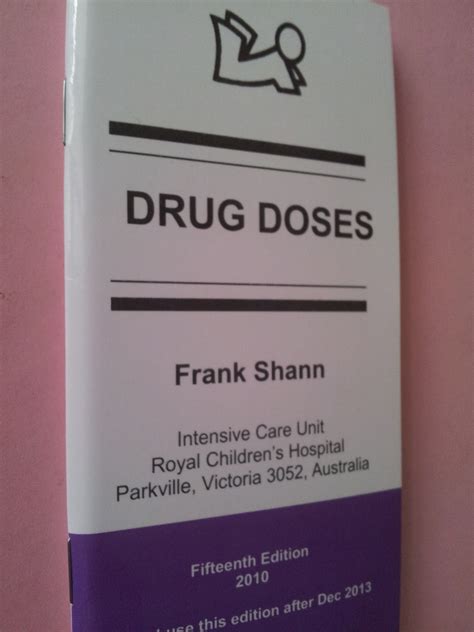 DRUG DOSES
Frank Shann
Intensive Care Unit
Royal Children's Hospital
Parkville, Victoria 3052, Australia
Fifteenth Edition
2010
use this edition after Dec 2013